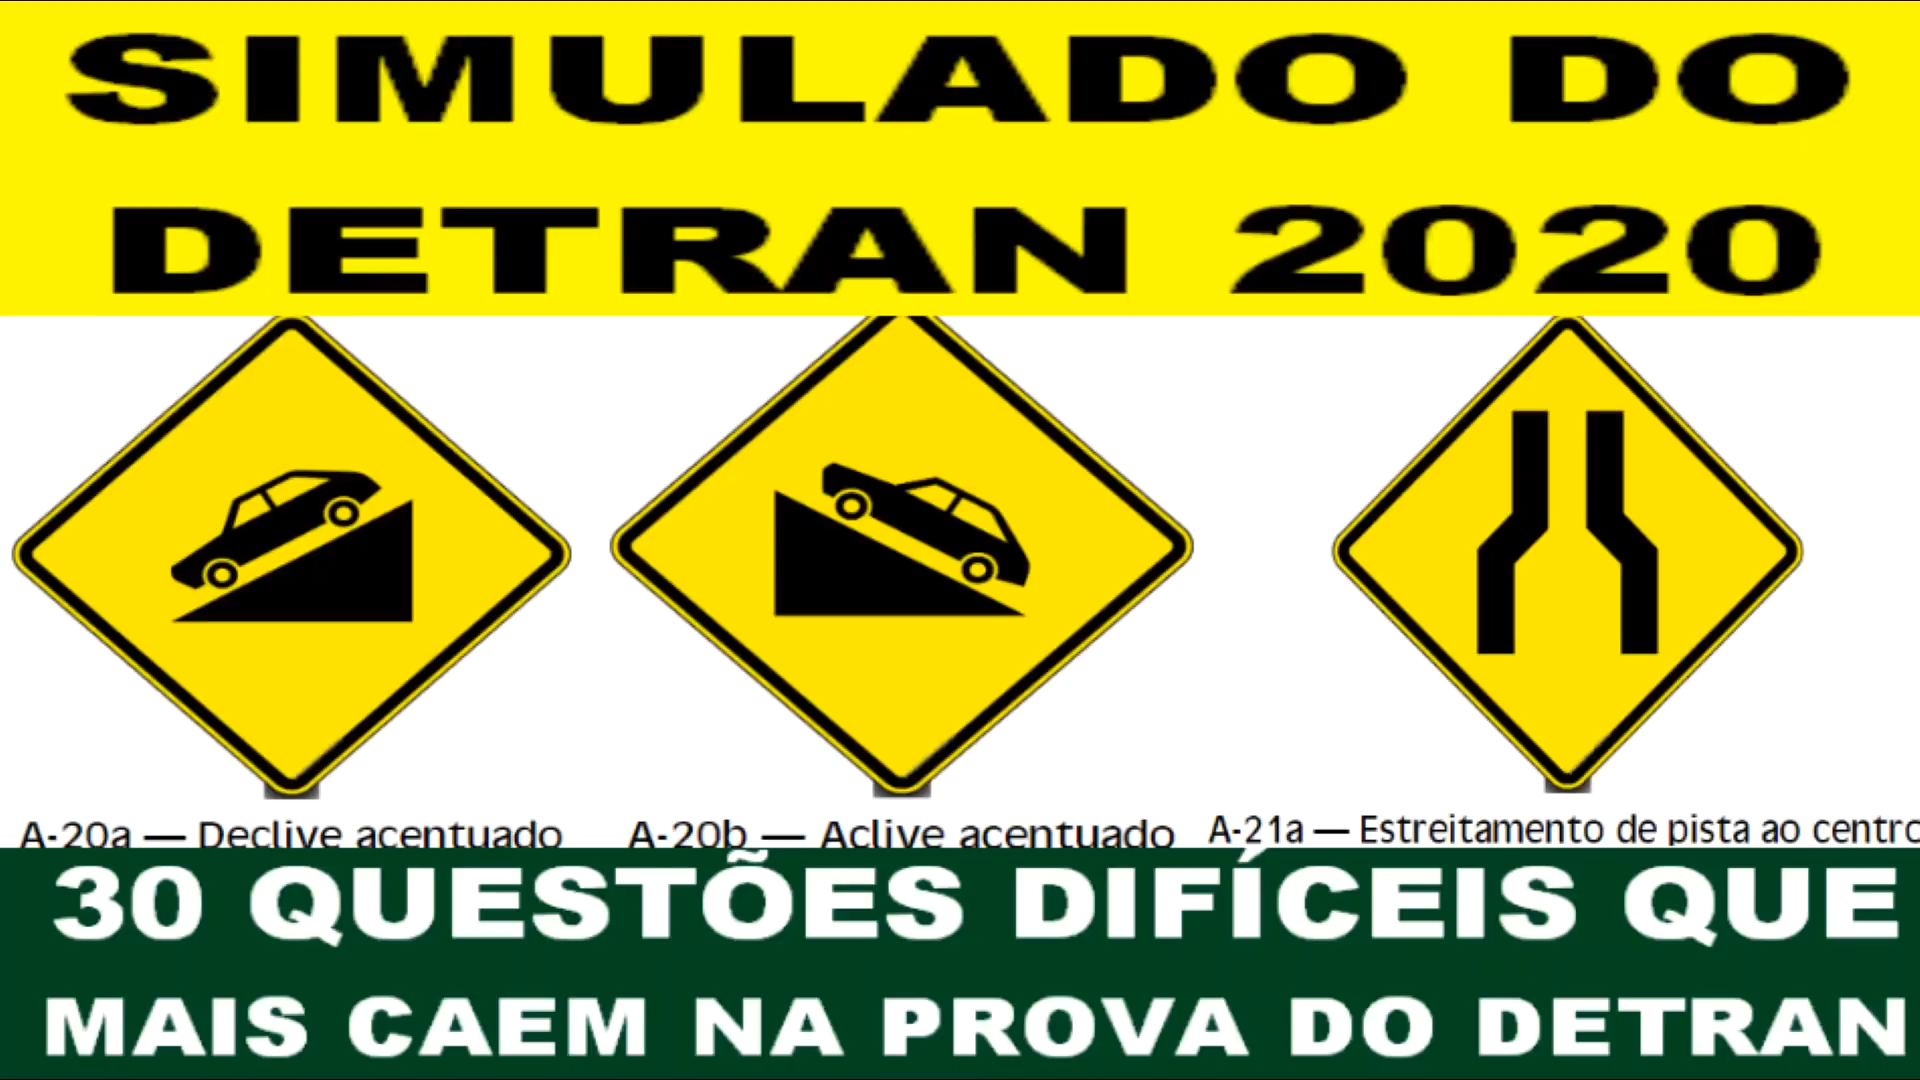 SIMULADO DO
DETRAN 2020
A-20a — Declive acentuado
A-20b — Aclive acentuado
A-21a — Estreitamento de pista ao centro
30 QUESTÕES DIFÍCEIS QUE
MAIS CAEM NA PROVA DO DETRAN